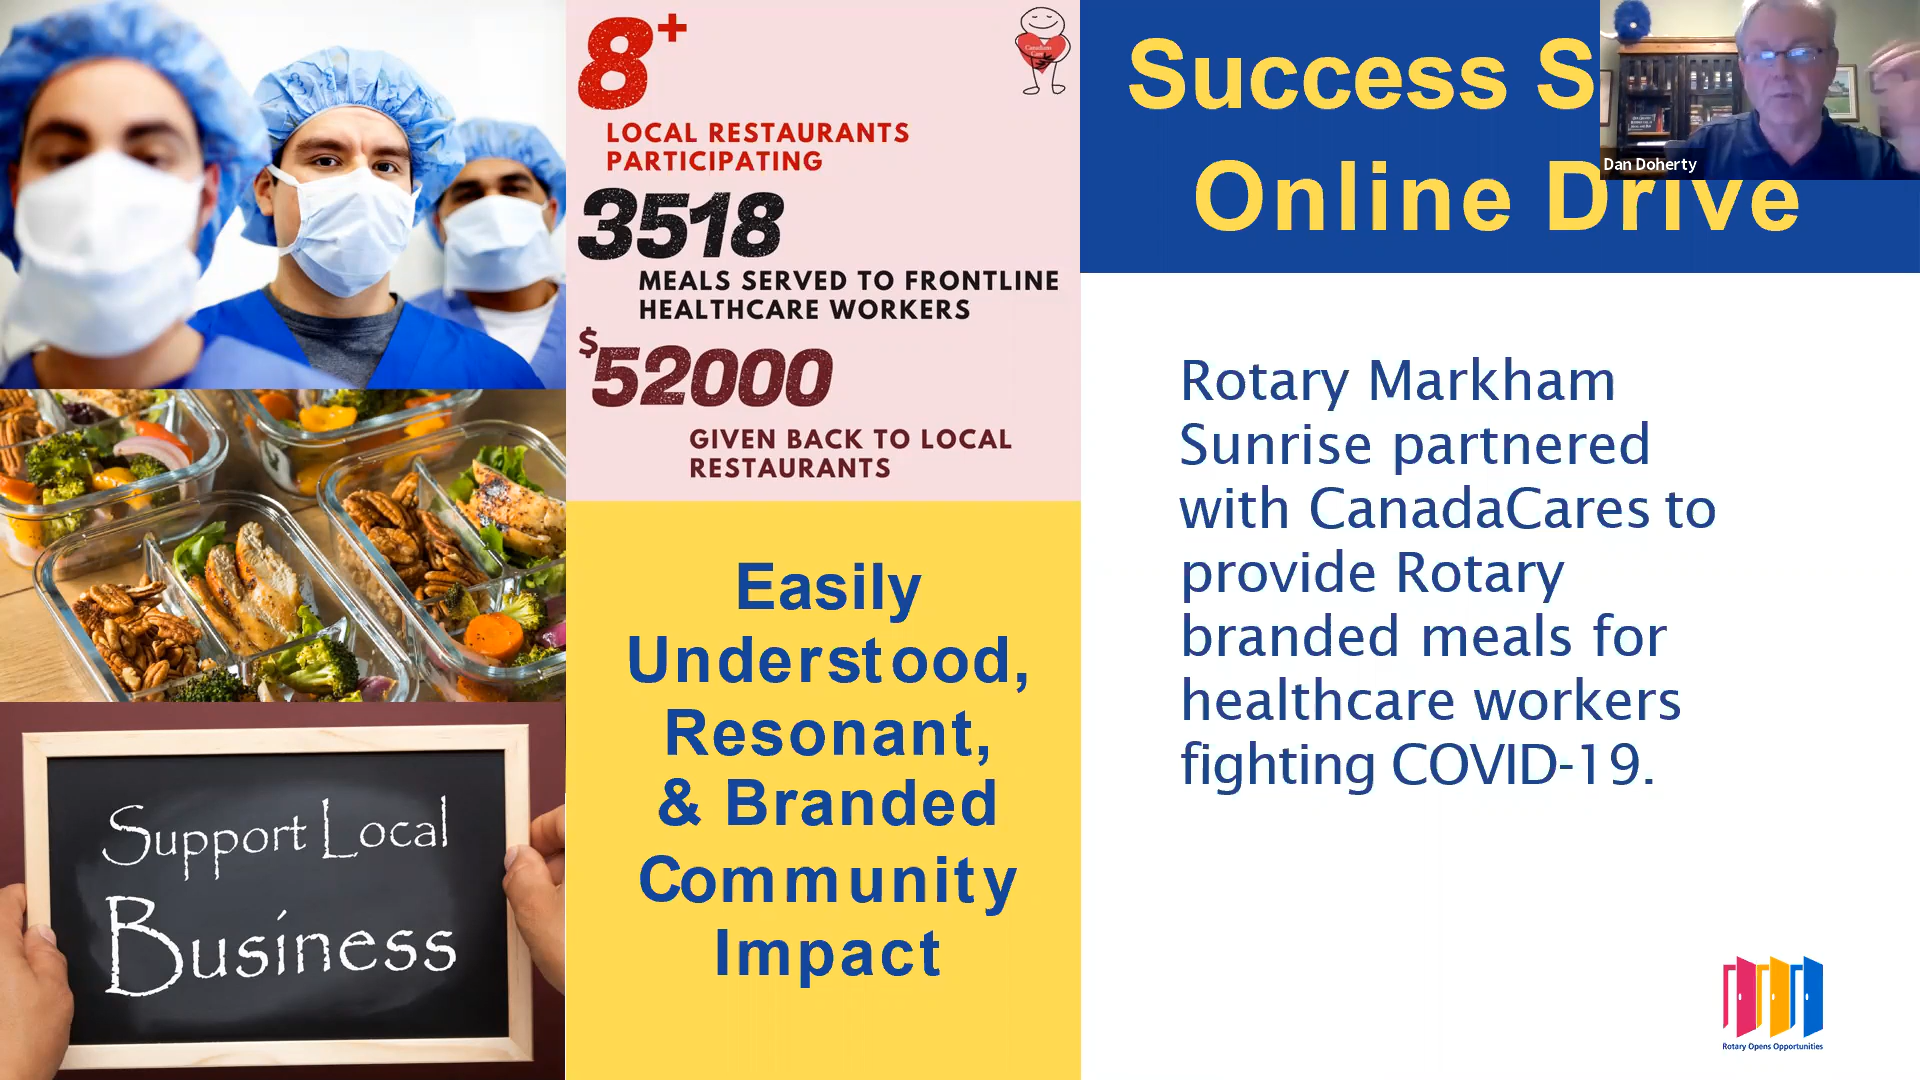 8+
LOCAL RESTAURANTS
PARTICIPATING
3518
MEALS SERVED TO FRONTLINE
HEALTHCARE WORKERS
$52000
GIVEN BACK TO LOCAL
RESTAURANTS
Easily
Understood,
Resonant,
& Branded
Community
Impact
Support Local
Business
Success S
Online Drive
Dan Doherty
Rotary Markham
Sunrise partnered
with CanadaCares to
provide Rotary
branded meals for
healthcare workers
fighting COVID-19.
Rotary Opens Opportunities